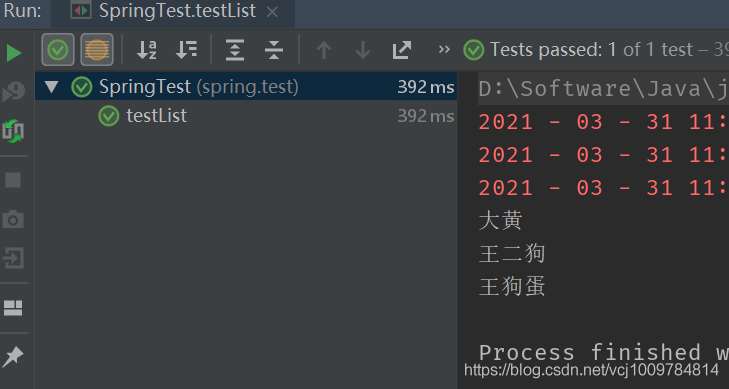 Run: SpringTest.testList ×
» Tests passed: 1 of 1 test – 39
SpringTest (spring.test) 392 ms
testList 392 ms
D:\Software\Java\j
2021 - 03 - 31 11:
2021 - 03 - 31 11:
2021 - 03 - 31 11:
大黄
王二狗
王狗蛋
Process finished w
https://blog.csdn.net/vcj1009784814